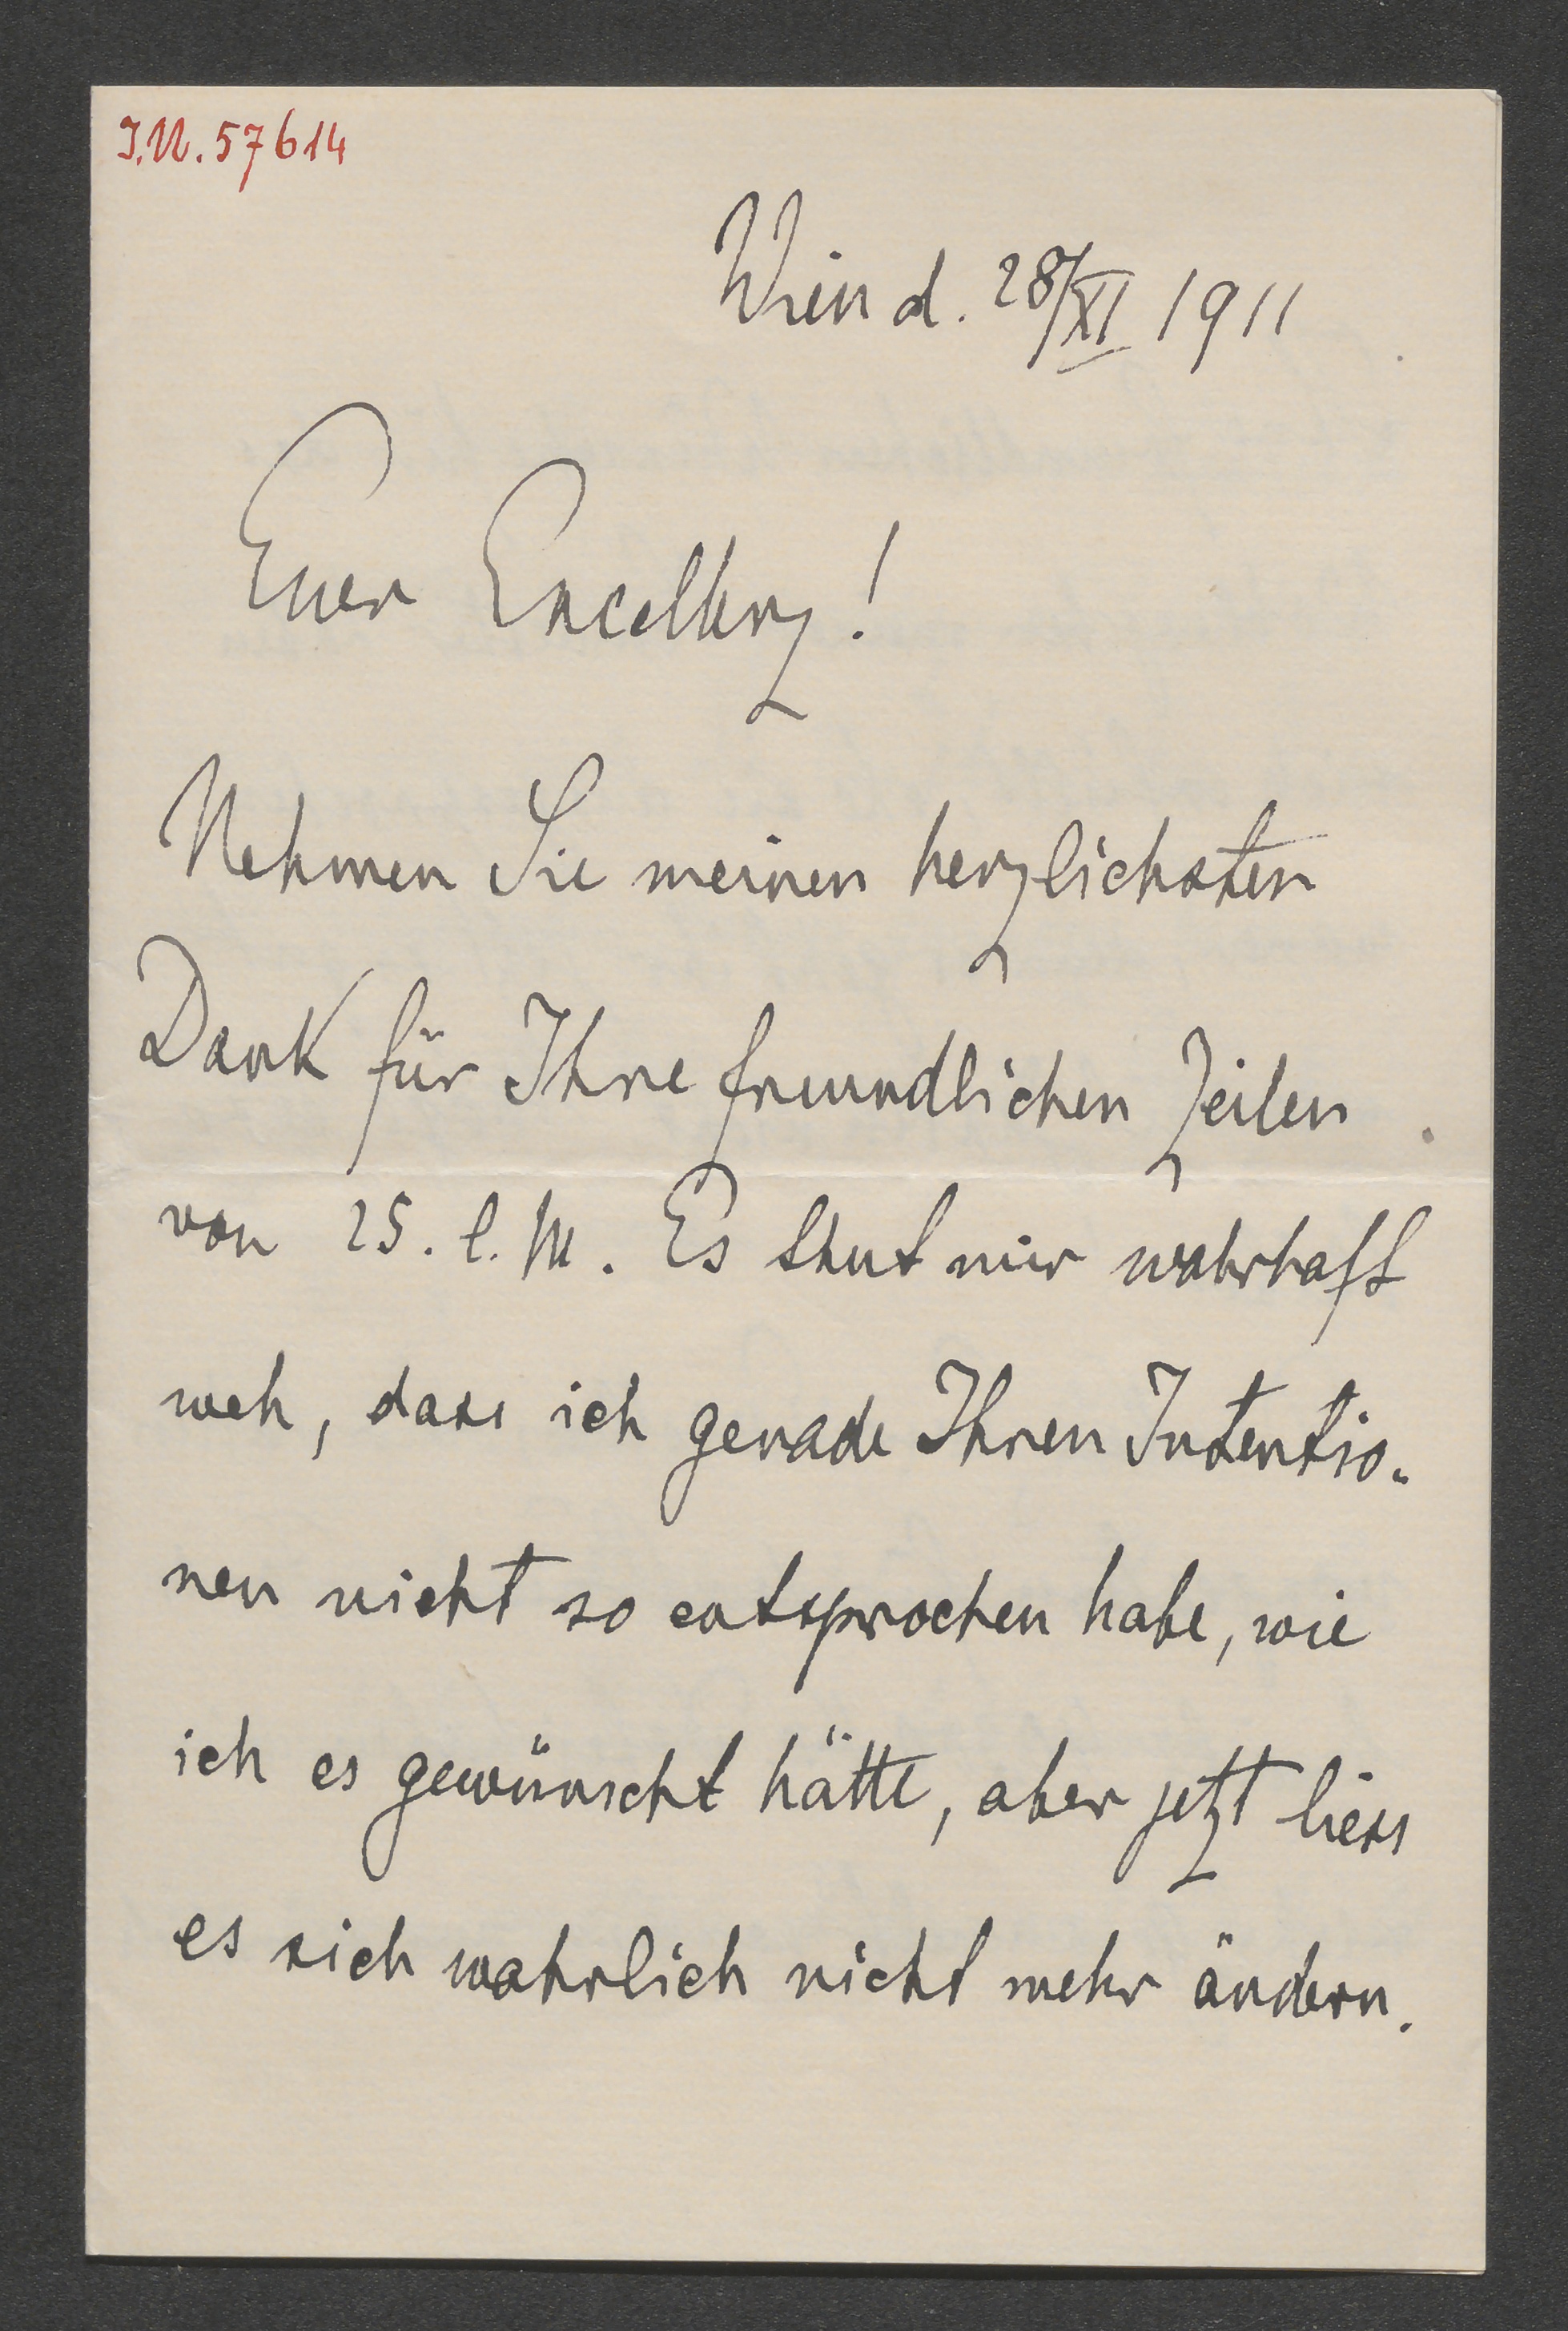 I.N. 57614
Wien d. 28/XI 1911
Euer Excellenz!
Nehmen Sie meinen herzlichsten
Dank für Ihre freundlichen Zeilen
von 25. l. M. Es thut mir wahrhaft
weh, dass ich gerade Ihren Intentio-
nen nicht so entsprochen habe, wie
ich es gewünscht hätte, aber jetzt liess
es sich wahrlich nicht mehr ändern.